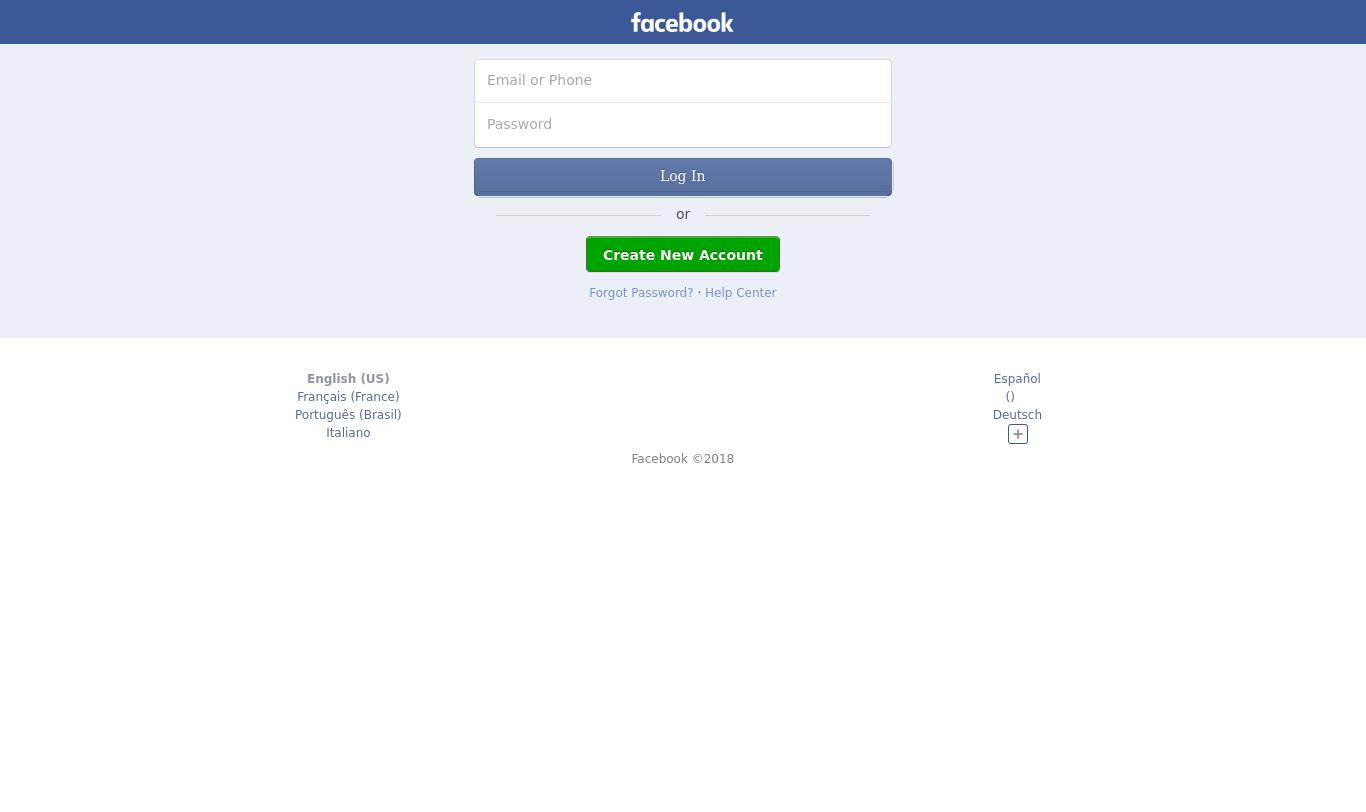 facebook
Email or Phone
Password
Log In
or
Create New Account
Forgot Password? · Help Center
English (US)
Français (France)
Português (Brasil)
Italiano
Español
()
Deutsch
+
Facebook ©2018